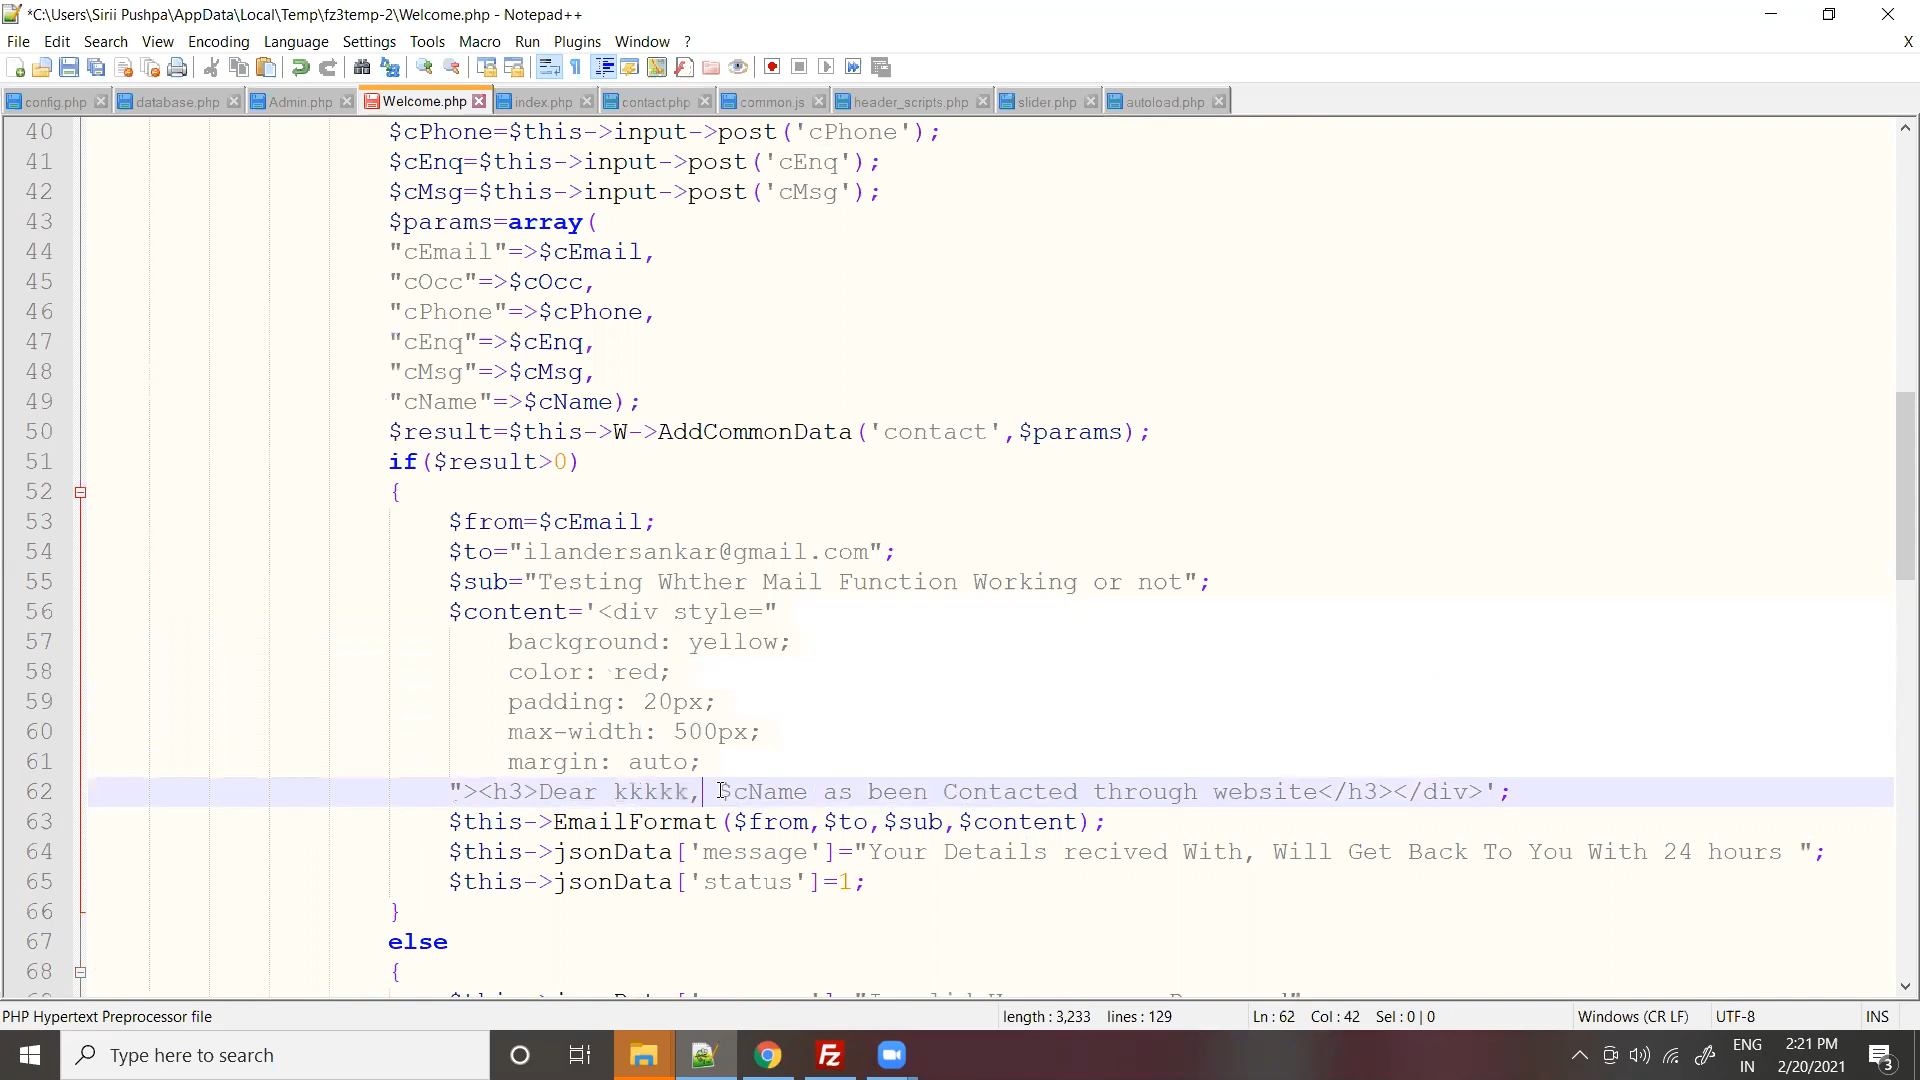 *C:\Users\Sirii Pushpa\AppData\Local\Temp\fz3temp-2\Welcome.php - Notepad++
File Edit Search View Encoding Language Settings Tools Macro Run Plugins Window ? X
config.php database.php Admin.php Welcome.php index.php contact.php common.js header_scripts.php slider.php autoload.php
40 $cPhone=$this->input->post('cPhone');
41 $cEnq=$this->input->post('cEnq');
42 $cMsg=$this->input->post('cMsg');
43 $params=array(
44 "cEmail"=>$cEmail,
45 "cOcc"=>$cOcc,
46 "cPhone"=>$cPhone,
47 "cEnq"=>$cEnq,
48 "cMsg"=>$cMsg,
49 "cName"=>$cName);
50 $result=$this->W->AddCommonData('contact',$params);
51 if($result>0)
52 {
53 $from=$cEmail;
54 $to="ilandersankar@gmail.com";
55 $sub="Testing Whther Mail Function Working or not";
56 $content='<div style="
57 background: yellow;
58 color: red;
59 padding: 20px;
60 max-width: 500px;
61 margin: auto;
62 "><h3>Dear kkkkk, $cName as been Contacted through website</h3></div>';
63 $this->EmailFormat($from,$to,$sub,$content);
64 $this->jsonData['message']="Your Details recived With, Will Get Back To You With 24 hours ";
65 $this->jsonData['status']=1;
66 }
67 else
68 {
PHP Hypertext Preprocessor file length : 3,233 lines : 129 Ln : 62 Col : 42 Sel : 0 | 0 Windows (CR LF) UTF-8 INS
Type here to search ENG IN 2:21 PM 2/20/2021 3